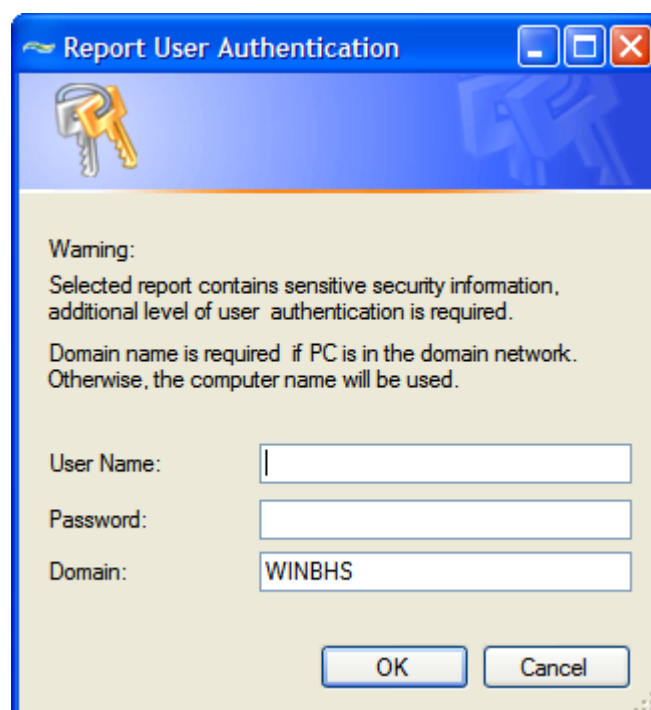 Report User Authentication
Warning:
Selected report contains sensitive security information,
additional level of user authentication is required.
Domain name is required if PC is in the domain network.
Otherwise, the computer name will be used.
User Name:
Password:
Domain: WINBHS
OK Cancel